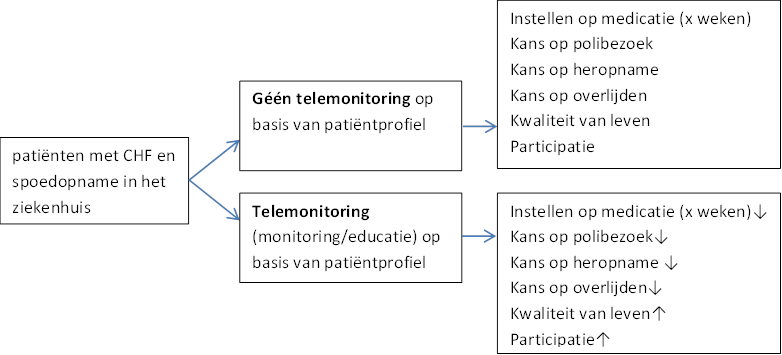 patiënten met CHF en
spoedopname in het
ziekenhuis
Géén telemonitoring op
basis van patiëntprofiel
Instellen op medicatie (x weken)
Kans op polibezoek
Kans op heropname
Kans op overlijden
Kwaliteit van leven
Participatie
Telemonitoring
(monitoring/educatie) op
basis van patiëntprofiel
Instellen op medicatie (x weken)↓
Kans op polibezoek↓
Kans op heropname ↓
Kans op overlijden↓
Kwaliteit van leven↑
Participatie↑